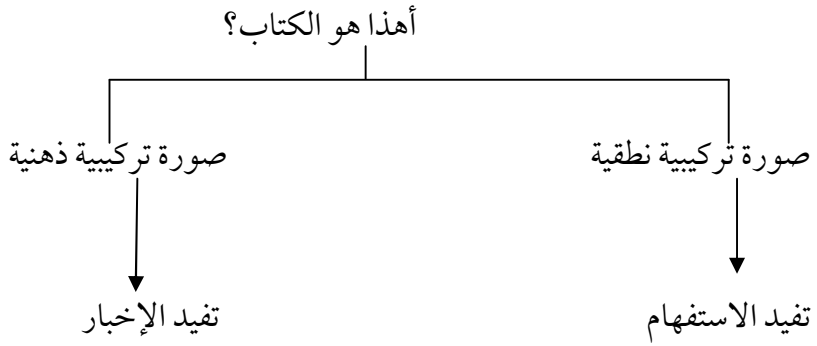 أهذا هو الكتاب؟
صورة تركيبية نطقية
صورة تركيبية ذهنية
تفيد الاستفهام
تفيد الإخبار